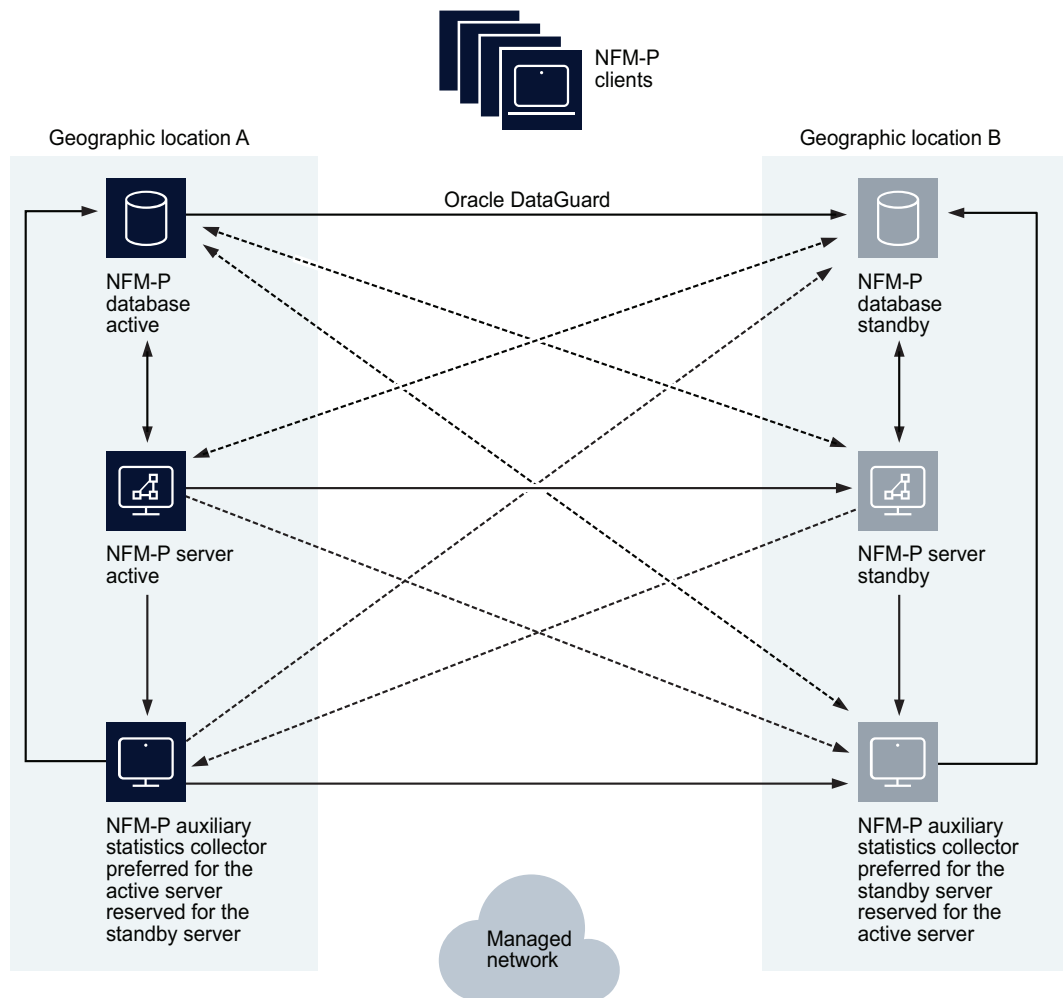 NFM-P
clients
Geographic location A
Geographic location B
Oracle DataGuard
NFM-P
database
active
NFM-P
database
standby
NFM-P server
active
NFM-P server
standby
NFM-P auxiliary
statistics collector
preferred for the
active server
reserved for the
standby server
NFM-P auxiliary
statistics collector
preferred for the
standby server
reserved for the
active server
Managed
network